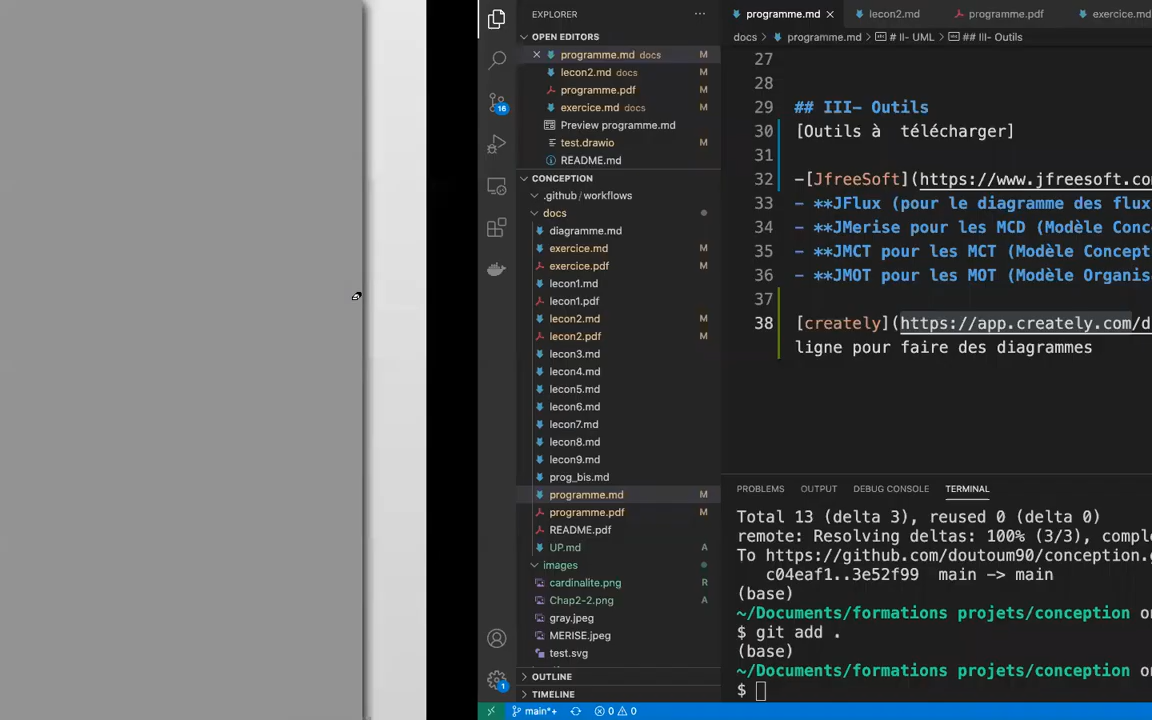 EXPLORER
OPEN EDITORS
programme.md docs M
lecon2.md docs M
programme.pdf M
exercice.md docs M
Preview programme.md
test.drawio M
README.md
CONCEPTION
.github/workflows
docs
diagramme.md
exercice.md M
exercice.pdf M
lecon1.md
lecon1.pdf
lecon2.md M
lecon2.pdf M
lecon3.md
lecon4.md
lecon5.md
lecon6.md
lecon7.md
lecon8.md
lecon9.md
prog_bis.md
programme.md M
programme.pdf M
README.pdf
UP.md A
images
cardinalite.png R
Chap2-2.png A
gray.jpeg
MERISE.jpeg
test.svg
OUTLINE
TIMELINE
16
1
programme.md lecon2.md programme.pdf exercice.md
docs programme.md # II- UML ## III- Outils
27
28
29 ## III- Outils
30 [Outils à  télécharger]
31
32 -[JfreeSoft](https://www.jfreesoft.co
33 - **JFlux (pour le diagramme des flux
34 - **JMerise pour les MCD (Modèle Conc
35 - **JMCT pour les MCT (Modèle Concept
36 - **JMOT pour les MOT (Modèle Organis
37
38 [creately](https://app.creately.com/d
ligne pour faire des diagrammes
PROBLEMS OUTPUT DEBUG CONSOLE TERMINAL
Total 13 (delta 3), reused 0 (delta 0)
remote: Resolving deltas: 100% (3/3), comple
To https://github.com/doutoum90/conception.g
c04eaf1..3e52f99  main -> main
(base)
~/Documents/formations projets/conception on
$ git add .
(base)
~/Documents/formations projets/conception on
$
main*+ 0 0